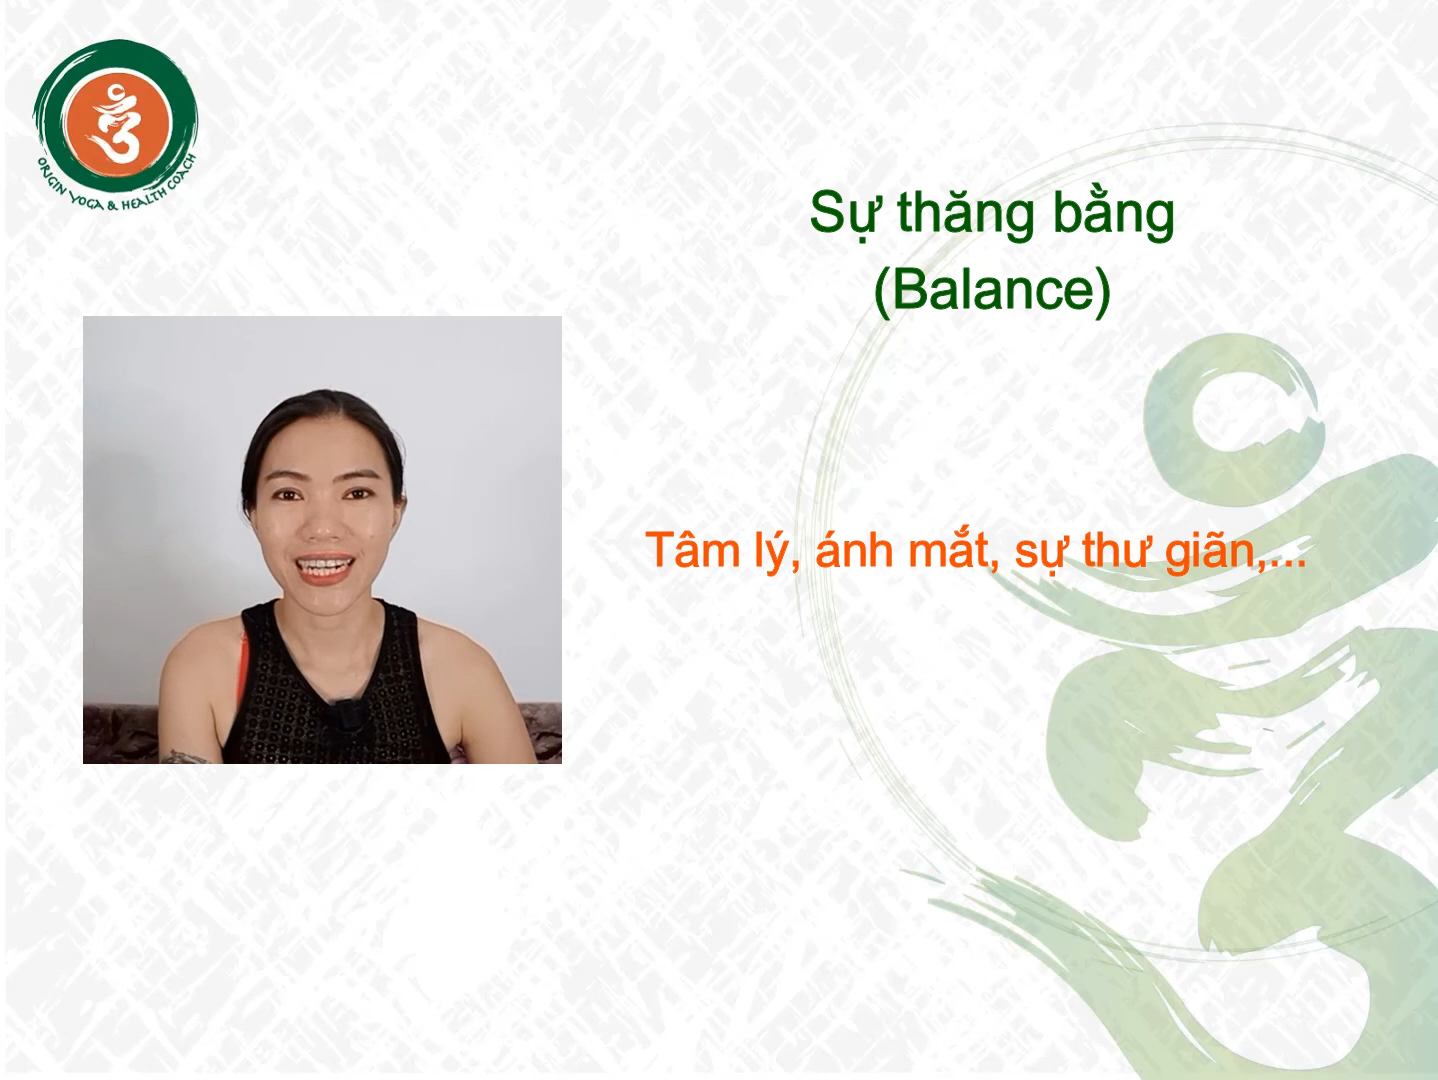 ORIGIN YOGA & HEALTH COACH
Sự thăng bằng
(Balance)
Tâm lý, ánh mắt, sự thư giãn,...